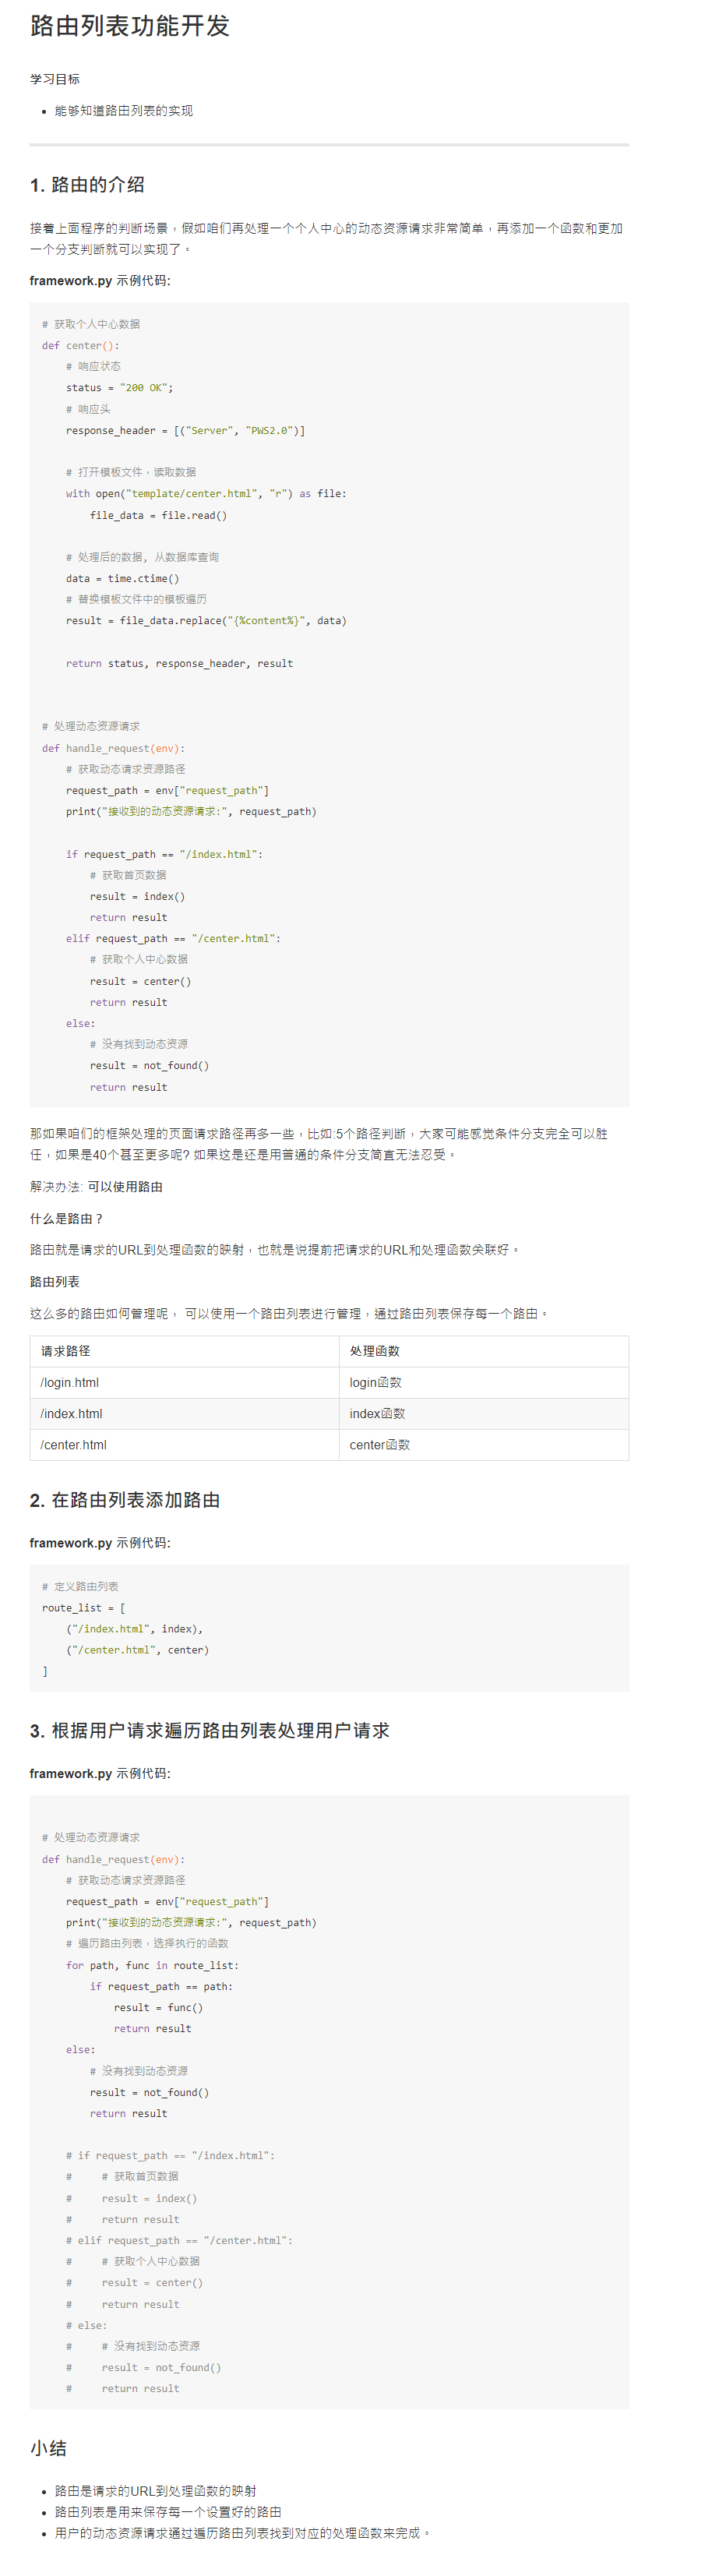 路由列表功能开发
学习目标
• 能够知道路由列表的实现
1. 路由的介绍
接着上面程序的判断场景，假如咱们再处理一个个人中心的动态资源请求非常简单，再添加一个函数和更加
一个分支判断就可以实现了。
framework.py 示例代码:
# 获取个人中心数据
def center():
    # 响应状态
    status = "200 OK";
    # 响应头
    response_header = [("Server", "PWS2.0")]
    # 打开模板文件，读取数据
    with open("template/center.html", "r") as file:
        file_data = file.read()
    # 处理后的数据, 从数据库查询
    data = time.ctime()
    # 替换模板文件中的模板遍历
    result = file_data.replace("{%content%}", data)
    return status, response_header, result
# 处理动态资源请求
def handle_request(env):
    # 获取动态请求资源路径
    request_path = env["request_path"]
    print("接收到的动态资源请求:", request_path)
    if request_path == "/index.html":
        # 获取首页数据
        result = index()
        return result
    elif request_path == "/center.html":
        # 获取个人中心数据
        result = center()
        return result
    else:
        # 没有找到动态资源
        result = not_found()
        return result
那如果咱们的框架处理的页面请求路径再多一些，比如:5个路径判断，大家可能感觉条件分支完全可以胜
任，如果是40个甚至更多呢? 如果这是还是用普通的条件分支简直无法忍受。
解决办法: 可以使用路由
什么是路由？
路由就是请求的URL到处理函数的映射，也就是说提前把请求的URL和处理函数关联好。
路由列表
这么多的路由如何管理呢， 可以使用一个路由列表进行管理，通过路由列表保存每一个路由。
请求路径 处理函数
/login.html login函数
/index.html index函数
/center.html center函数
2. 在路由列表添加路由
framework.py 示例代码:
# 定义路由列表
route_list = [
    ("/index.html", index),
    ("/center.html", center)
]
3. 根据用户请求遍历路由列表处理用户请求
framework.py 示例代码:
# 处理动态资源请求
def handle_request(env):
    # 获取动态请求资源路径
    request_path = env["request_path"]
    print("接收到的动态资源请求:", request_path)
    # 遍历路由列表，选择执行的函数
    for path, func in route_list:
        if request_path == path:
            result = func()
            return result
    else:
        # 没有找到动态资源
        result = not_found()
        return result
    # if request_path == "/index.html":
    #     # 获取首页数据
    #     result = index()
    #     return result
    # elif request_path == "/center.html":
    #     # 获取个人中心数据
    #     result = center()
    #     return result
    # else:
    #     # 没有找到动态资源
    #     result = not_found()
    #     return result
小结
• 路由是请求的URL到处理函数的映射
• 路由列表是用来保存每一个设置好的路由
• 用户的动态资源请求通过遍历路由列表找到对应的处理函数来完成。